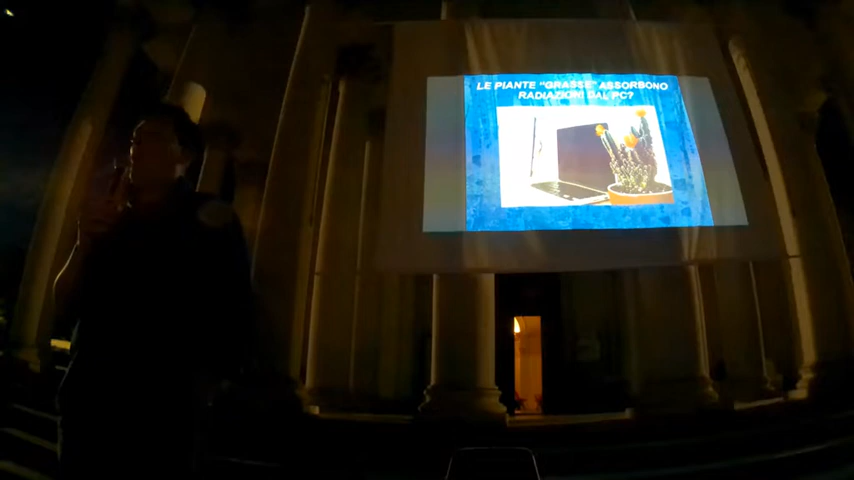 LE PIANTE "GRASSE" ASSORBONO
RADIAZIONI DAL PC?